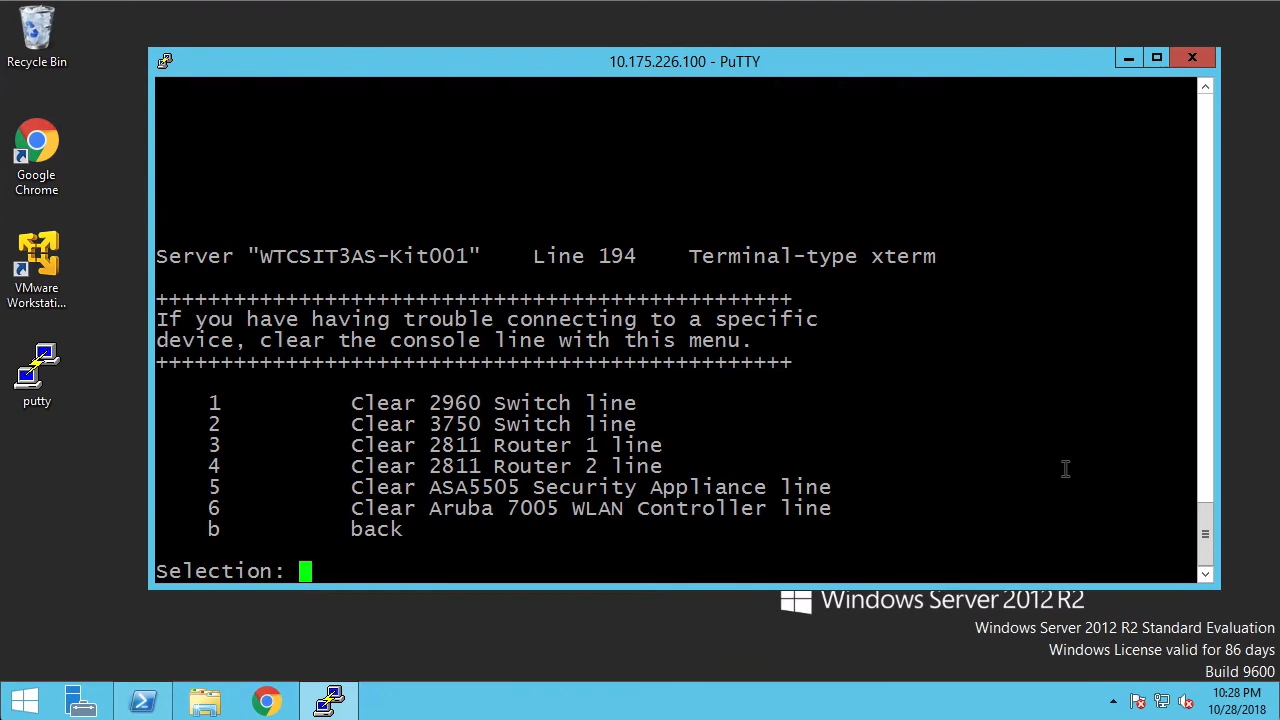 Recycle Bin
Google
Chrome
VMware
Workstati...
putty
10.175.226.100 - PuTTY
Server "WTCSIT3AS-Kit001"    Line 194    Terminal-type xterm
+++++++++++++++++++++++++++++++++++++++++++++++++
If you have having trouble connecting to a specific
device, clear the console line with this menu.
+++++++++++++++++++++++++++++++++++++++++++++++++
1          Clear 2960 Switch line
2          Clear 3750 Switch line
3          Clear 2811 Router 1 line
4          Clear 2811 Router 2 line
5          Clear ASA5505 Security Appliance line
6          Clear Aruba 7005 WLAN Controller line
b          back
Selection:
Windows Server 2012 R2
Windows Server 2012 R2 Standard Evaluation
Windows License valid for 86 days
Build 9600
10:28 PM
10/28/2018